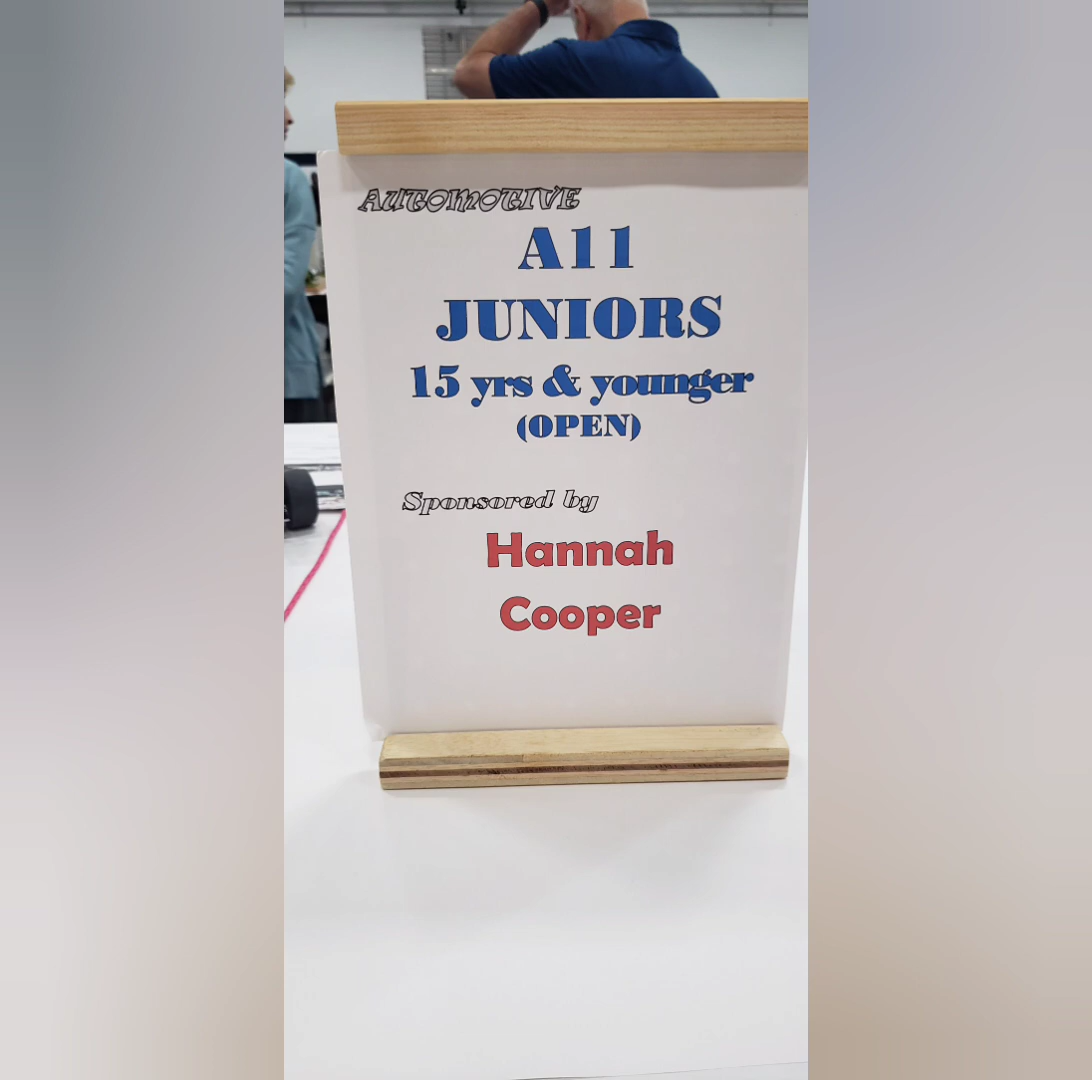 AUTOMOTIVE
A11
JUNIORS
15 yrs & younger
(OPEN)
Sponsored by
Hannah
Cooper